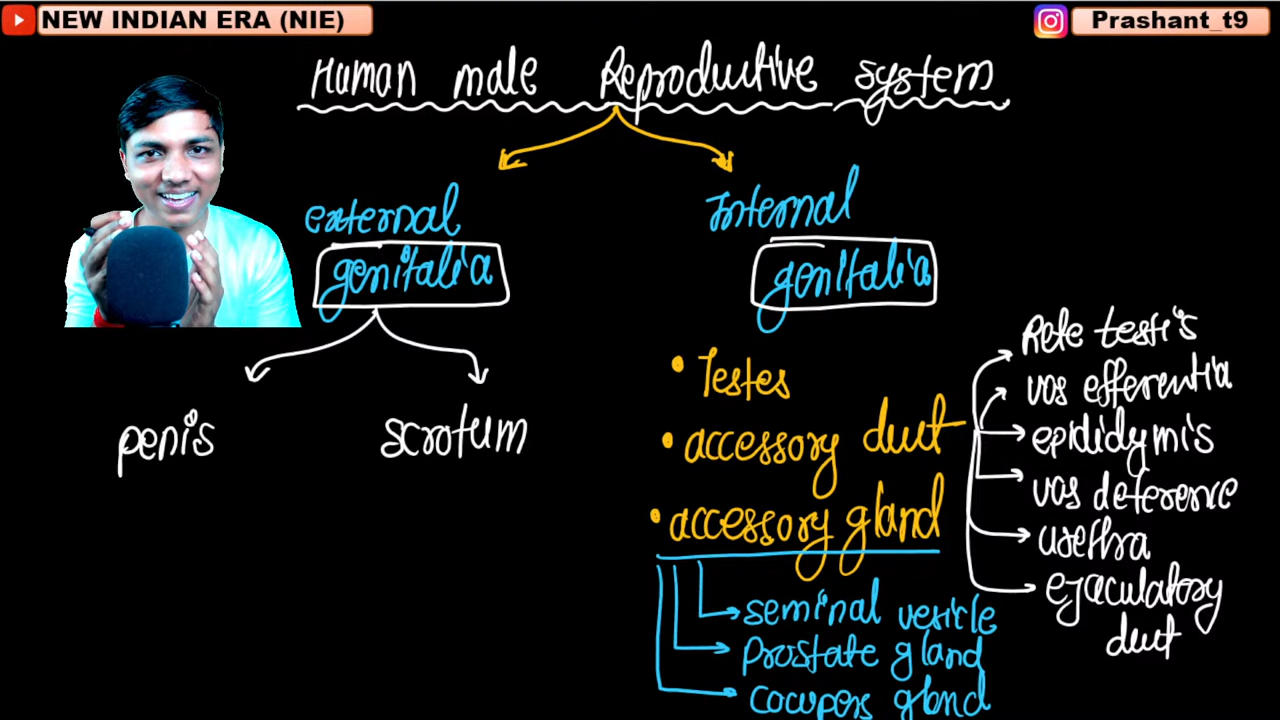 NEW INDIAN ERA (NIE)
Prashant_t9
Human male Reproductive system
external
genitalia
Internal
genitalia
penis
scrotum
• Testes
• accessory duct
• accessory gland
Rete testis
vas efferentia
epididymis
vas deference
urethra
ejaculatory
duct
seminal vesicle
prostate gland
cowpers gland